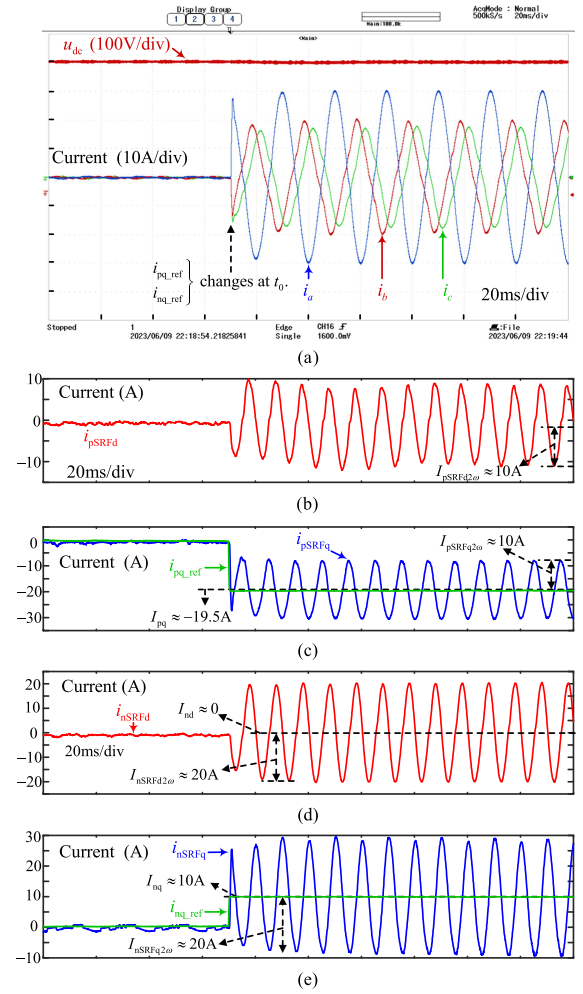 Display Group
1 2 3 4
AcqMode : Normal
500kS/s 20ms/div
Main:100.0k
<Main>
u_dc (100V/div)
Current (10A/div)
i_pq_ref
i_nq_ref
changes at t_0.
i_a
i_b
i_c
20ms/div
Stopped 1 Edge CH16
2023/06/09 22:18:54.21825841 Single 1600.0mV
File
2023/06/09 22:19:44
(a)
10
0
−10
Current (A)
i_pSRFd
20ms/div
I_pSRFd2ω ≈10A
(b)
0
−10
−20
−30
Current (A)
i_pq_ref
i_pSRFq
I_pSRFq2ω ≈10A
I_pq ≈ −19.5A
(c)
20
10
0
−10
−20
Current (A)
i_nSRFd
20ms/div
I_nd ≈ 0
I_nSRFd2ω ≈ 20A
(d)
30
20
10
0
-10
Current (A)
i_nSRFq
I_nq ≈10A
i_nq_ref
I_nSRFq2ω ≈ 20A
(e)